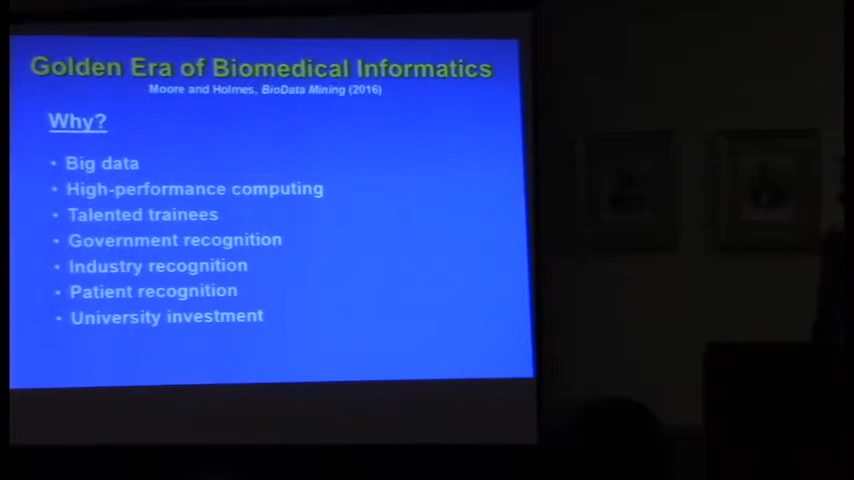 Golden Era of Biomedical Informatics
Moore and Holmes, BioData Mining (2016)
Why?
• Big data
• High-performance computing
• Talented trainees
• Government recognition
• Industry recognition
• Patient recognition
• University investment